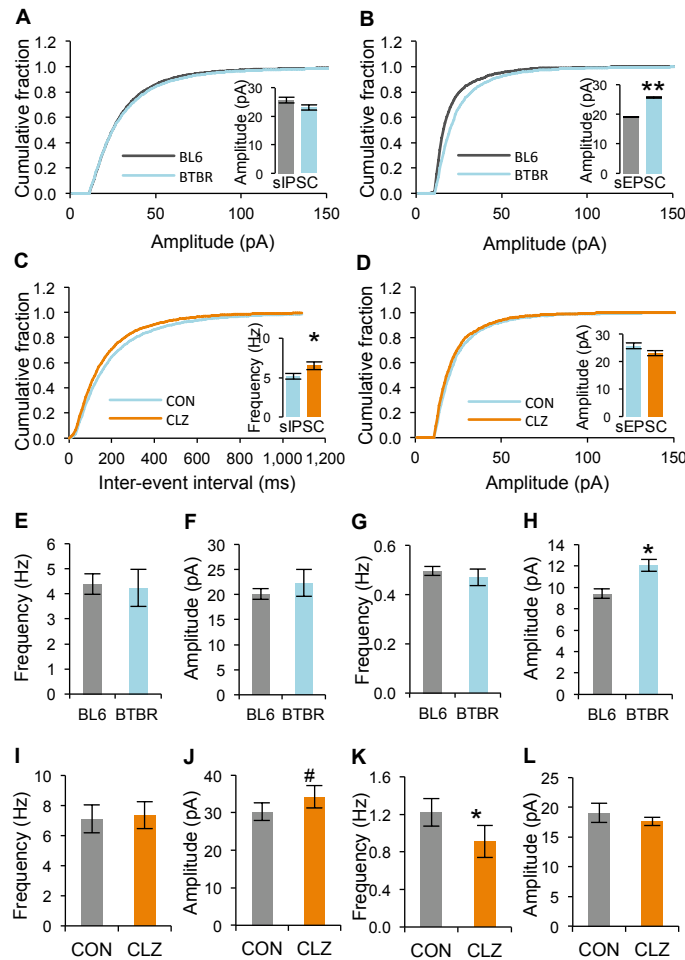 A
Cumulative fraction
1.2
1.0
0.8
0.6
0.4
0.2
0.0
0
50
100
150
Amplitude (pA)
BL6
BTBR
Amplitude (pA)
30
20
10
0
sIPSC
B
Cumulative fraction
1.2
1.0
0.8
0.6
0.4
0.2
0.0
0
50
100
150
Amplitude (pA)
BL6
BTBR
Amplitude (pA)
30
20
10
0
**
sEPSC
C
Cumulative fraction
1.2
1.0
0.8
0.6
0.4
0.2
0.0
0
200
400
600
800
1,000
1,200
Inter-event interval (ms)
CON
CLZ
Frequency (Hz)
10
5
0
*
sIPSC
D
Cumulative fraction
1.2
1.0
0.8
0.6
0.4
0.2
0.0
0
50
100
150
Amplitude (pA)
CON
CLZ
Amplitude (pA)
30
20
10
0
sEPSC
E
Frequency (Hz)
6
5
4
3
2
1
0
BL6 BTBR
F
Amplitude (pA)
30
25
20
15
10
5
0
BL6 BTBR
G
Frequency (Hz)
0.6
0.4
0.2
0.0
BL6 BTBR
H
Amplitude (pA)
14
12
10
8
6
4
2
0
*
BL6 BTBR
I
Frequency (Hz)
10
8
6
4
2
0
CON CLZ
J
Amplitude (pA)
40
30
20
10
0
#
CON CLZ
K
Frequency (Hz)
1.6
1.2
0.8
0.4
0.0
*
CON CLZ
L
Amplitude (pA)
25
20
15
10
5
0
CON CLZ